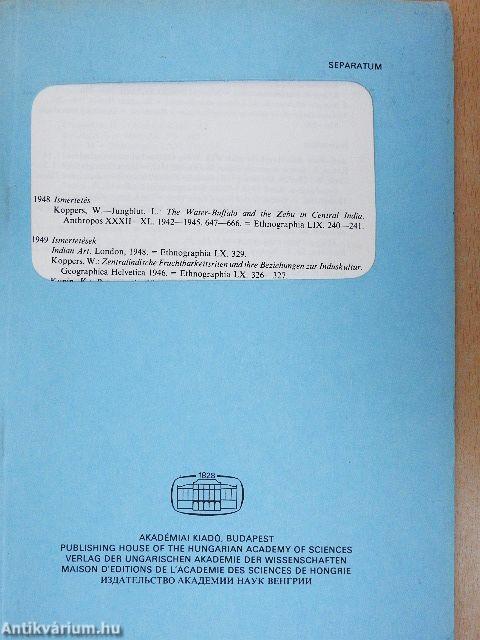 SEPARATUM
1948 Ismertetés
Koppers, W.—Jungblut. L.: The Water-Buffalo and the Zebu in Central India.
Anthropos XXXII—XL. 1942—1945. 647—666. = Ethnographia LIX. 240—241.
1949 Ismertetések
Indian Art. London, 1948. = Ethnographia LX. 329.
Koppers, W.: Zentralindische Fruchtbarkeitsriten und ihre Beziehungen zur Induskultur.
Geographica Helvetica 1946. = Ethnographia LX. 326—327
1828
AKADÉMIAI KIADÓ, BUDAPEST
PUBLISHING HOUSE OF THE HUNGARIAN ACADEMY OF SCIENCES
VERLAG DER UNGARISCHEN AKADEMIE DER WISSENSCHAFTEN
MAISON D'EDITIONS DE L'ACADEMIE DES SCIENCES DE HONGRIE
ИЗДАТЕЛЬСТВО АКАДЕМИИ НАУК ВЕНГРИИ
Antikvárium.hu